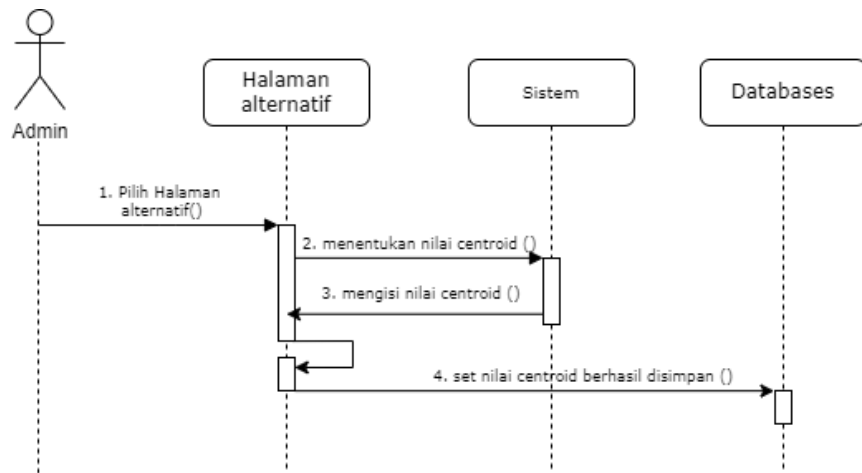 Halaman
alternatif
Sistem
Databases
Admin
1. Pilih Halaman
alternatif()
2. menentukan nilai centroid ()
3. mengisi nilai centroid ()
4. set nilai centroid berhasil disimpan ()